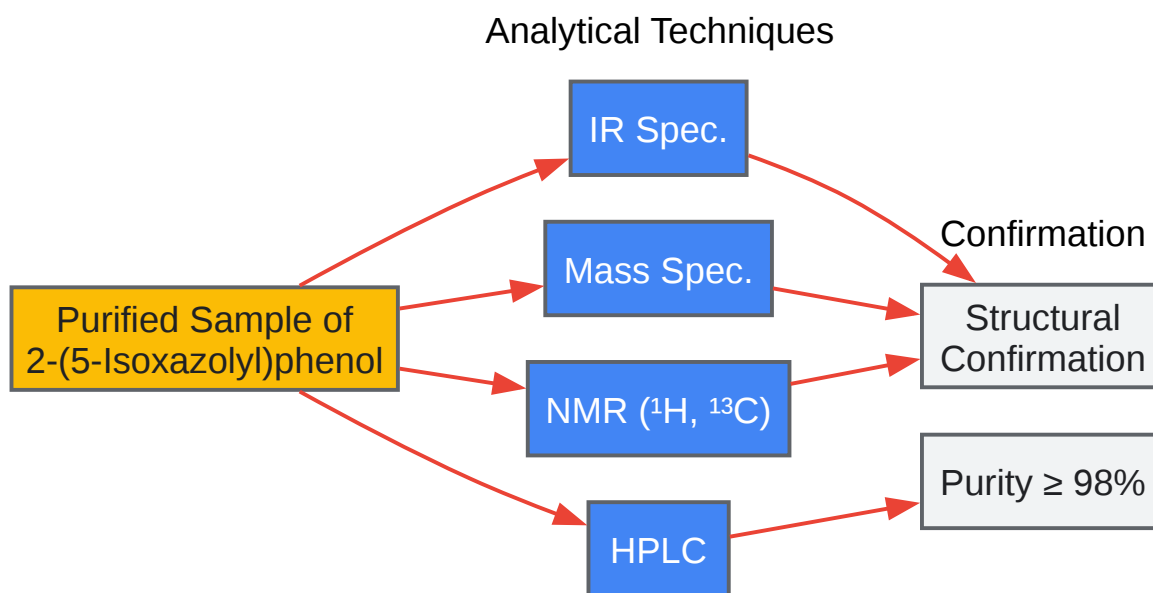 Analytical Techniques
IR Spec.
Mass Spec.
Confirmation
Purified Sample of
2-(5-Isoxazolyl)phenol
Structural
Confirmation
NMR (¹H, ¹³C)
Purity ≥ 98%
HPLC